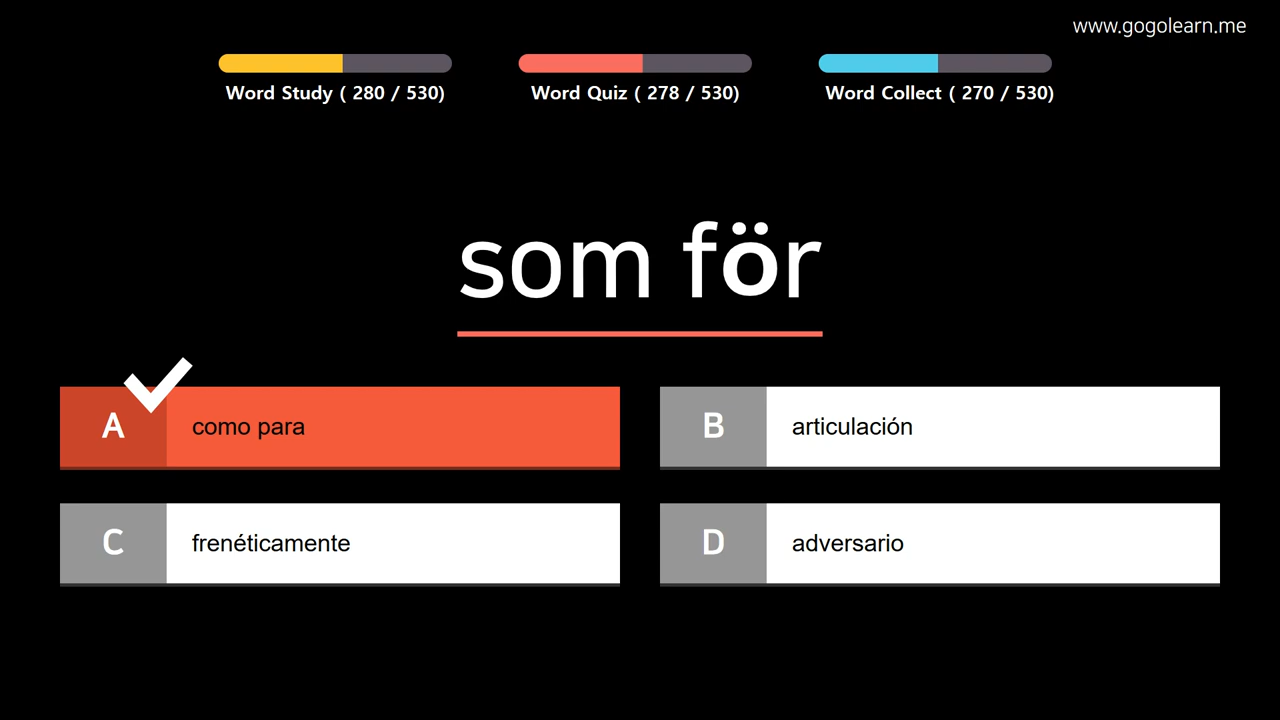 www.gogolearn.me
Word Study ( 280 / 530)
Word Quiz ( 278 / 530)
Word Collect ( 270 / 530)
som för
A como para
B articulación
C frenéticamente
D adversario